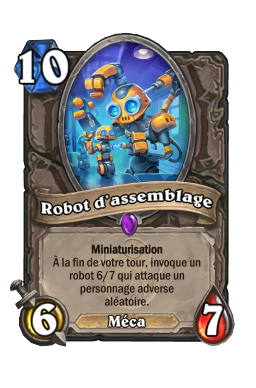 10
Robot d'assemblage
Miniaturisation
À la fin de votre tour, invoque un
robot 6/7 qui attaque un
personnage adverse
aléatoire.
6
Méca
7